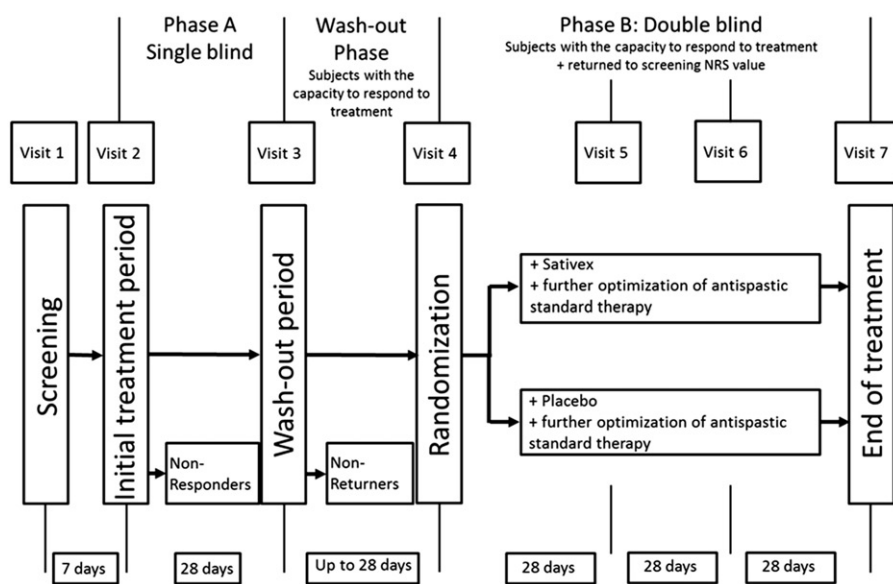 Phase A
Single blind
Wash-out
Phase
Subjects with the
capacity to respond to
treatment
Phase B: Double blind
Subjects with the capacity to respond to treatment
+ returned to screening NRS value
Visit 1
Visit 2
Visit 3
Visit 4
Visit 5
Visit 6
Visit 7
Screening
Initial treatment period
Non-
Responders
Wash-out period
Non-
Returners
Randomization
+ Sativex
+ further optimization of antispastic
standard therapy
+ Placebo
+ further optimization of antispastic
standard therapy
End of treatment
7 days
28 days
Up to 28 days
28 days
28 days
28 days